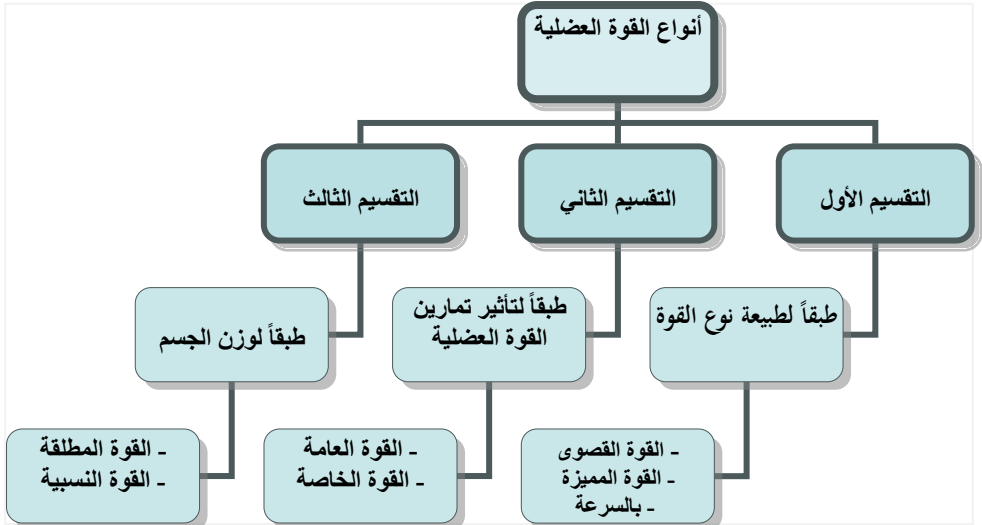 أنواع القوة العضلية
التقسيم الأول
التقسيم الثاني
التقسيم الثالث
طبقاً لطبيعة نوع القوة
طبقاً لتأثير تمارين
القوة العضلية
طبقاً لوزن الجسم
- القوة القصوى
- القوة المميزة
- بالسرعة
- القوة العامة
- القوة الخاصة
- القوة المطلقة
- القوة النسبية